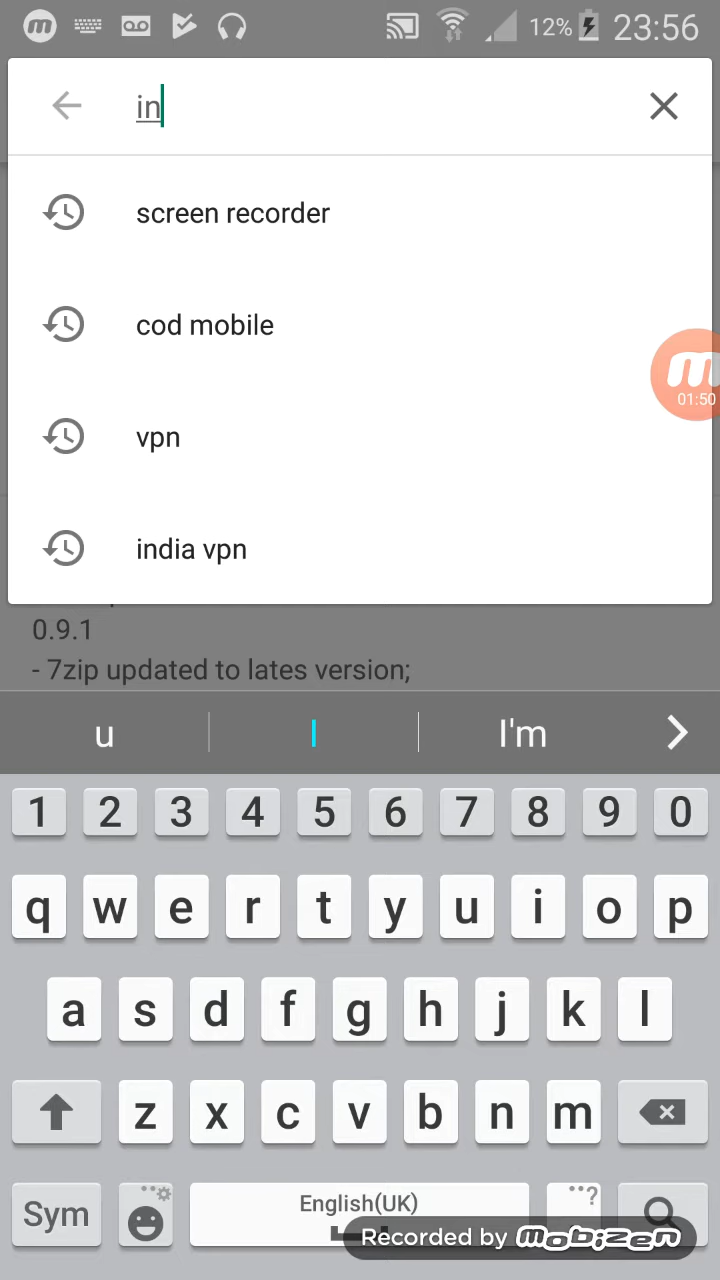 12% 23:56
in
screen recorder
cod mobile
01:50
vpn
india vpn
0.9.1
- 7zip updated to lates version;
u I I'm
1 2 3 4 5 6 7 8 9 0
q w e r t y u i o p
a s d f g h j k l
z x c v b n m
Sym English(UK) ?
Recorded by mobizen